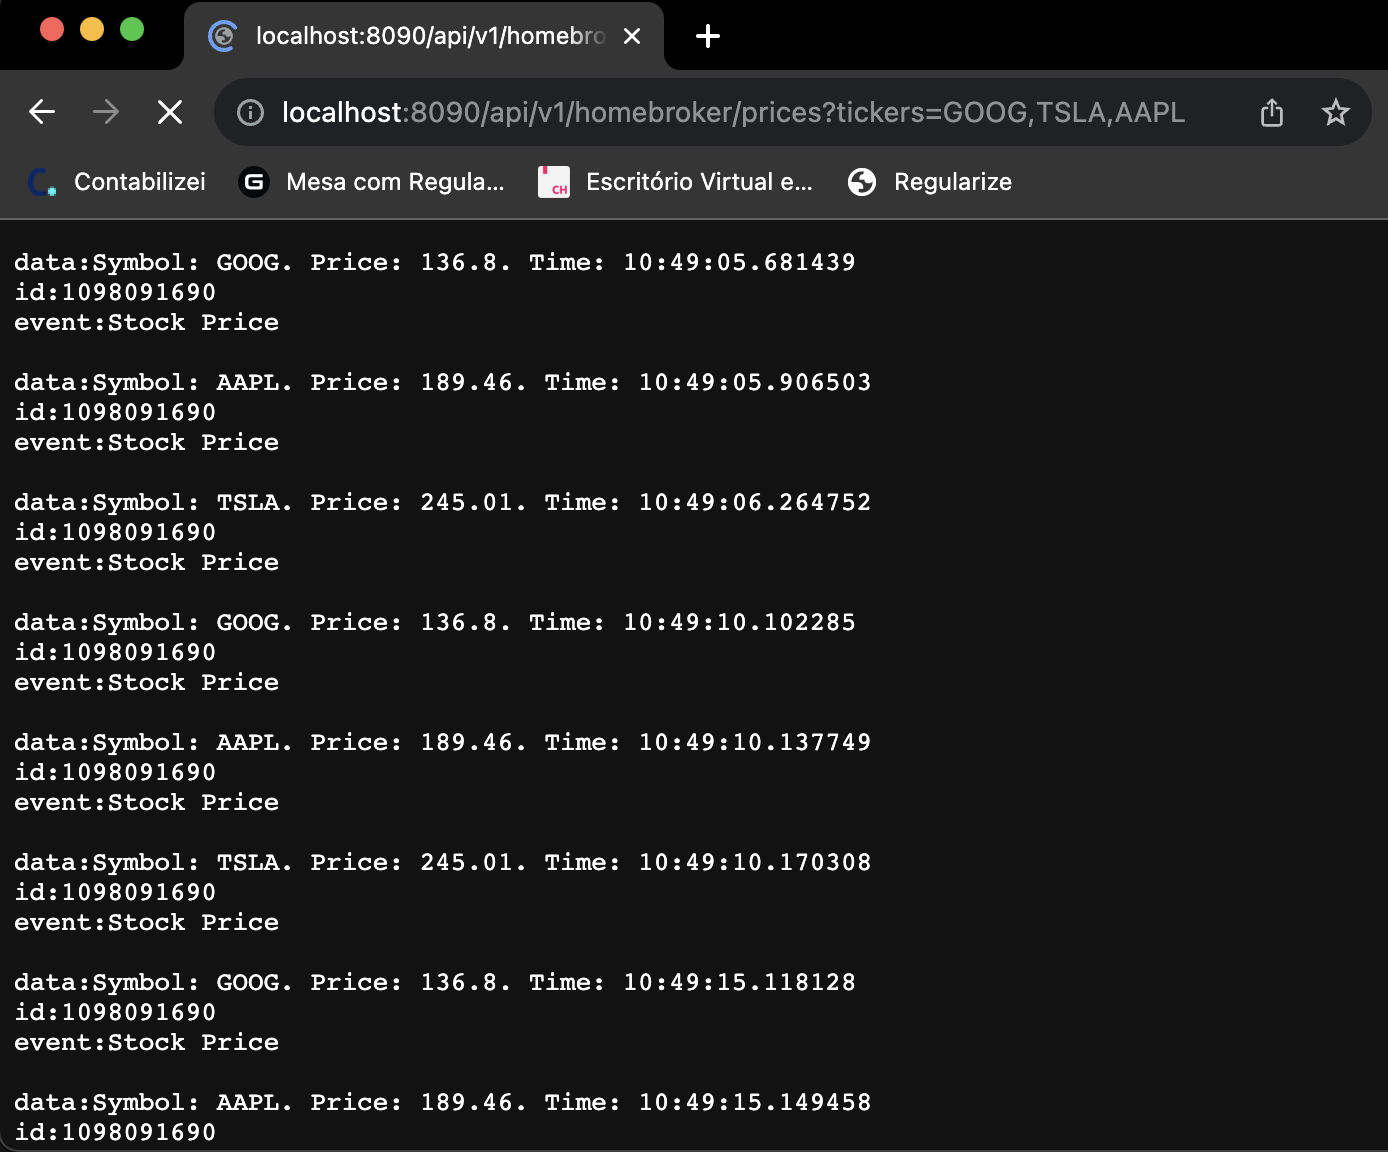 localhost:8090/api/v1/homebro
localhost:8090/api/v1/homebroker/prices?tickers=GOOG,TSLA,AAPL
Contabilizei
G
Mesa com Regula...
CH
Escritório Virtual e...
Regularize
data:Symbol: GOOG. Price: 136.8. Time: 10:49:05.681439
id:1098091690
event:Stock Price
data:Symbol: AAPL. Price: 189.46. Time: 10:49:05.906503
id:1098091690
event:Stock Price
data:Symbol: TSLA. Price: 245.01. Time: 10:49:06.264752
id:1098091690
event:Stock Price
data:Symbol: GOOG. Price: 136.8. Time: 10:49:10.102285
id:1098091690
event:Stock Price
data:Symbol: AAPL. Price: 189.46. Time: 10:49:10.137749
id:1098091690
event:Stock Price
data:Symbol: TSLA. Price: 245.01. Time: 10:49:10.170308
id:1098091690
event:Stock Price
data:Symbol: GOOG. Price: 136.8. Time: 10:49:15.118128
id:1098091690
event:Stock Price
data:Symbol: AAPL. Price: 189.46. Time: 10:49:15.149458
id:1098091690